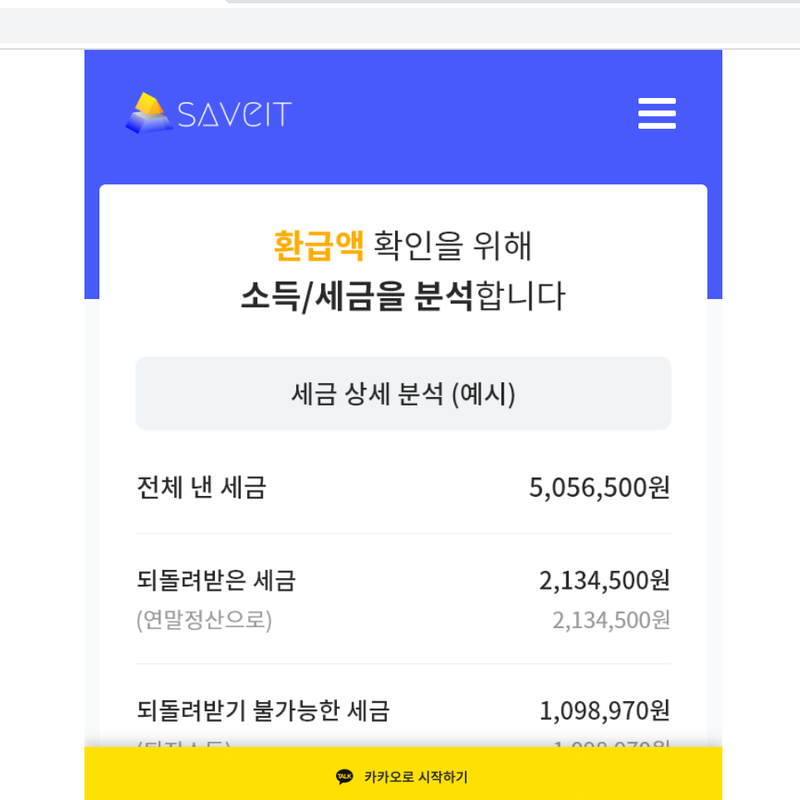 SAVEIT
환급액 확인을 위해
소득/세금을 분석합니다
세금 상세 분석 (예시)
전체 낸 세금 5,056,500원
되돌려받은 세금 2,134,500원
(연말정산으로) 2,134,500원
되돌려받기 불가능한 세금 1,098,970원
TALK 카카오로 시작하기